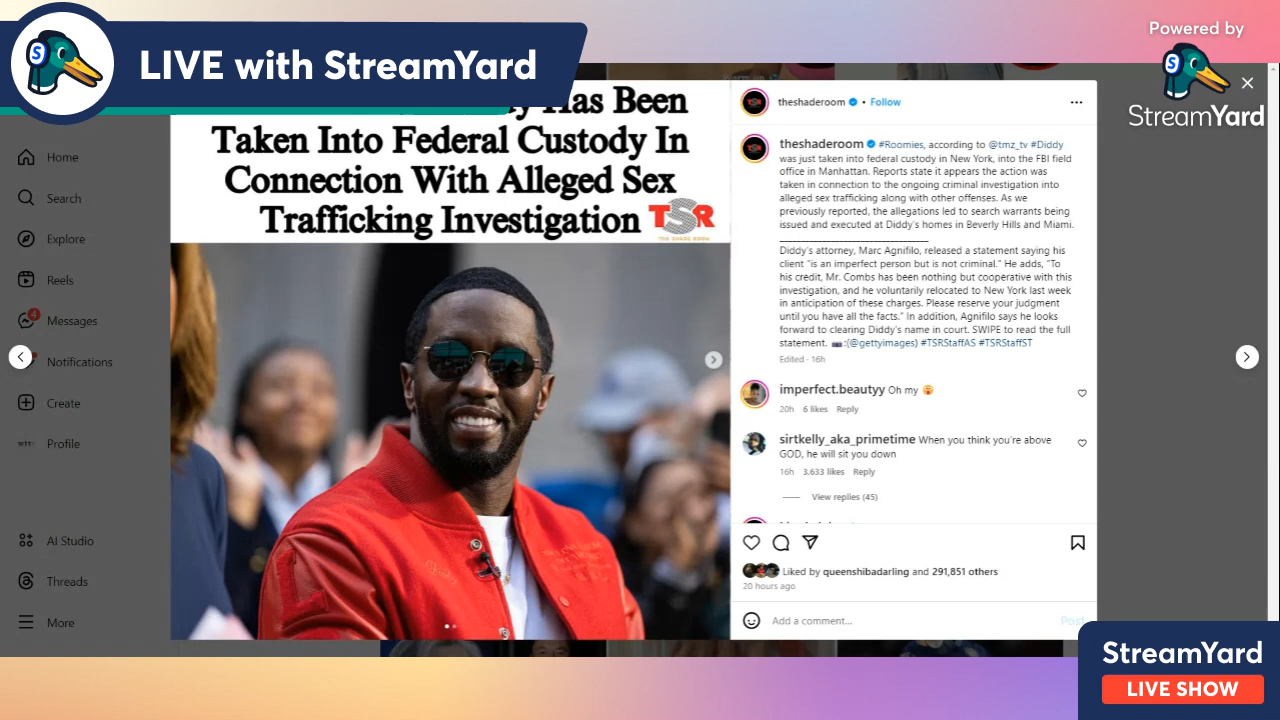 LIVE with StreamYard
Powered by
StreamYard
Has Been
Taken Into Federal Custody In
Connection With Alleged Sex
Trafficking Investigation
TSR
THE SHADE ROOM
Home
Search
Explore
Reels
4
Messages
Notifications
Create
Profile
AI Studio
Threads
More
theshaderoom • Follow
theshaderoom #Roomies, according to @tmz_tv #Diddy
was just taken into federal custody in New York, into the FBI field
office in Manhattan. Reports state it appears the action was
taken in connection to the ongoing criminal investigation into
alleged sex trafficking along with other offenses. As we
previously reported, the allegations led to search warrants being
issued and executed at Diddy's homes in Beverly Hills and Miami.
Diddy's attorney, Marc Agnifilo, released a statement saying his
client “is an imperfect person but is not criminal.” He adds, “To
his credit, Mr. Combs has been nothing but cooperative with this
investigation, and he voluntarily relocated to New York last week
in anticipation of these charges. Please reserve your judgment
until you have all the facts.” In addition, Agnifilo says he looks
forward to clearing Diddy's name in court. SWIPE to read the full
statement. 📷:(@gettyimages) #TSRStaffAS #TSRStaffST
Edited · 16h
imperfect.beautyy Oh my
20h 6 likes Reply
sirtkelly_aka_primetime When you think you're above
GOD, he will sit you down
16h 3,633 likes Reply
View replies (45)
Liked by queenshibadarling and 291,851 others
20 hours ago
Add a comment...
Post
StreamYard
LIVE SHOW